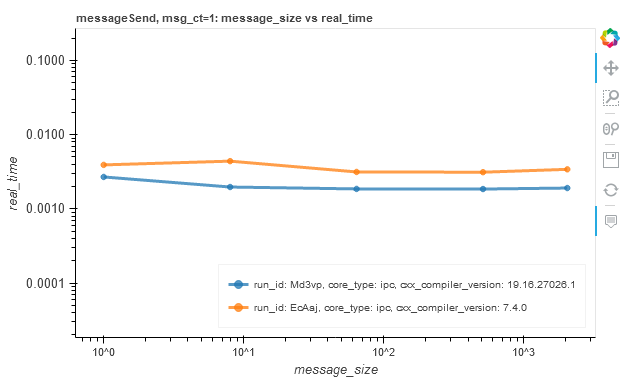 messageSend, msg_ct=1: message_size vs real_time
0.1000
0.0100
0.0010
0.0001
real_time
run_id: Md3vp, core_type: ipc, cxx_compiler_version: 19.16.27026.1
run_id: EcAaj, core_type: ipc, cxx_compiler_version: 7.4.0
10^0
10^1
10^2
10^3
message_size